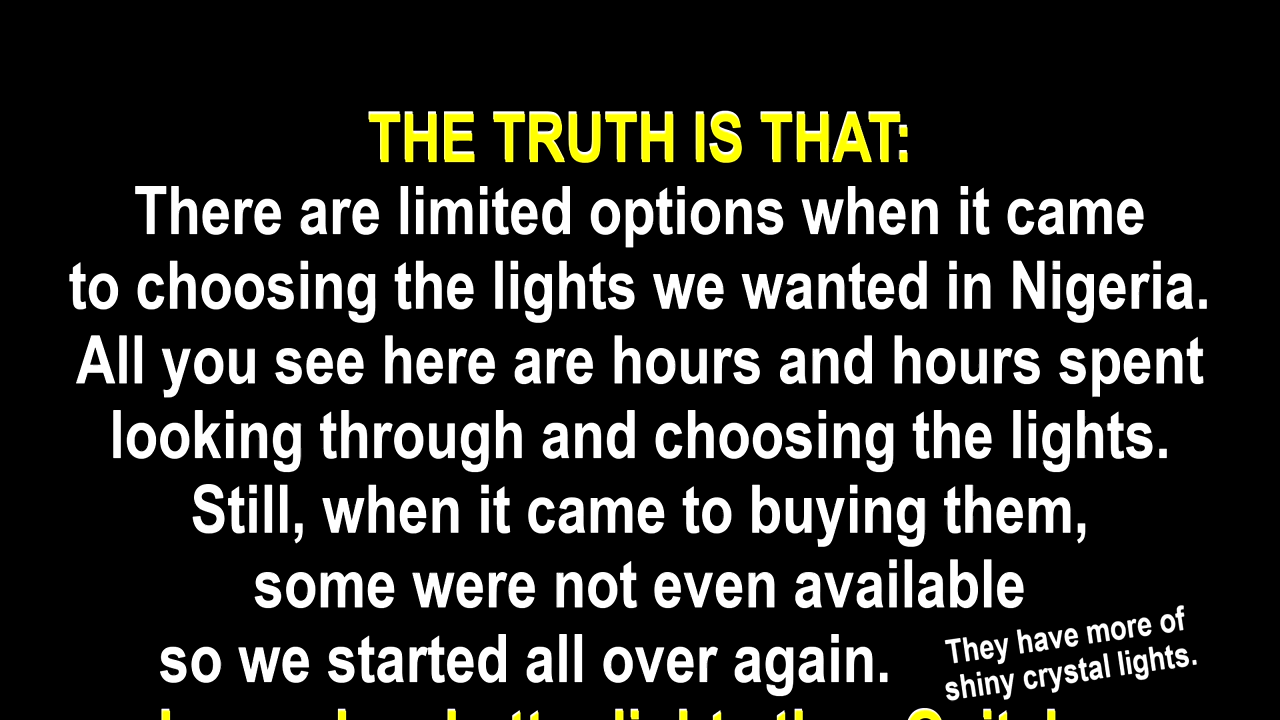 THE TRUTH IS THAT:
There are limited options when it came
to choosing the lights we wanted in Nigeria.
All you see here are hours and hours spent
looking through and choosing the lights.
Still, when it came to buying them,
some were not even available
so we started all over again.
They have more of
shiny crystal lights.